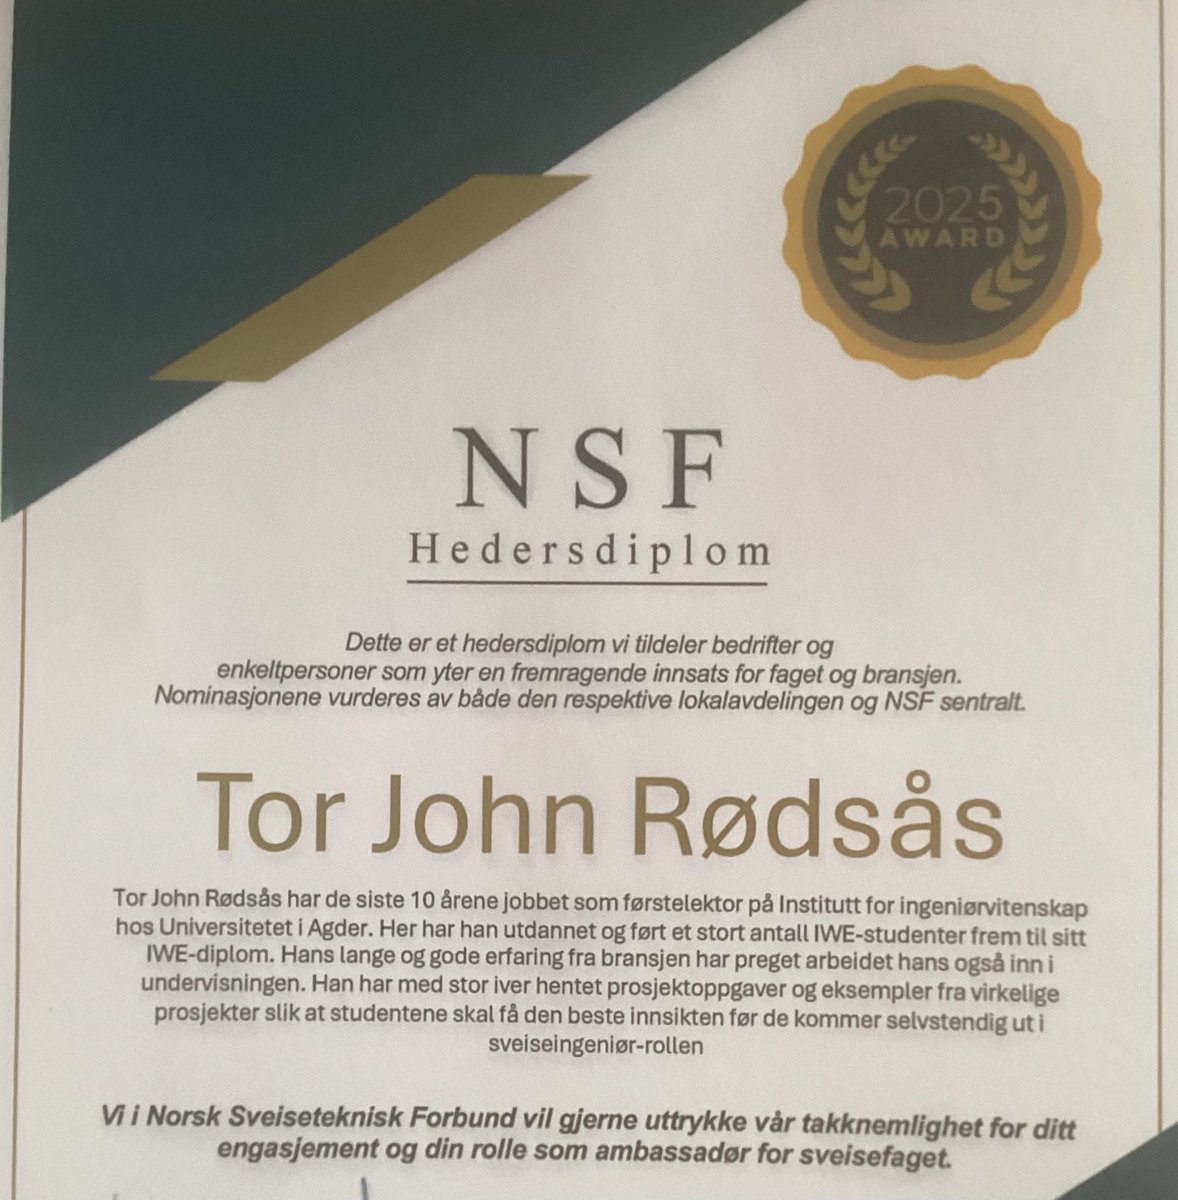 2025
AWARD
NSF
Hedersdiplom
Dette er et hedersdiplom vi tildeler bedrifter og
enkeltpersoner som yter en fremragende innsats for faget og bransjen.
Nominasjonene vurderes av både den respektive lokalavdelingen og NSF sentralt.
Tor John Rødsås
Tor John Rødsås har de siste 10 årene jobbet som førstelektor på Institutt for ingeniørvitenskap
hos Universitetet i Agder. Her har han utdannet og ført et stort antall IWE-studenter frem til sitt
IWE-diplom. Hans lange og gode erfaring fra bransjen har preget arbeidet hans også inn i
undervisningen. Han har med stor iver hentet prosjektoppgaver og eksempler fra virkelige
prosjekter slik at studentene skal få den beste innsikten før de kommer selvstendig ut i
sveiseingeniør-rollen
Vi i Norsk Sveiseteknisk Forbund vil gjerne uttrykke vår takknemlighet for ditt
engasjement og din rolle som ambassadør for sveisefaget.